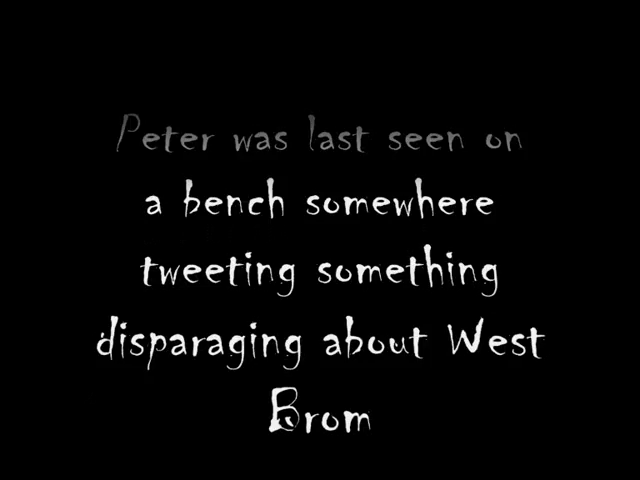 Peter was last seen on
a bench somewhere
tweeting something
disparaging about West
Brom